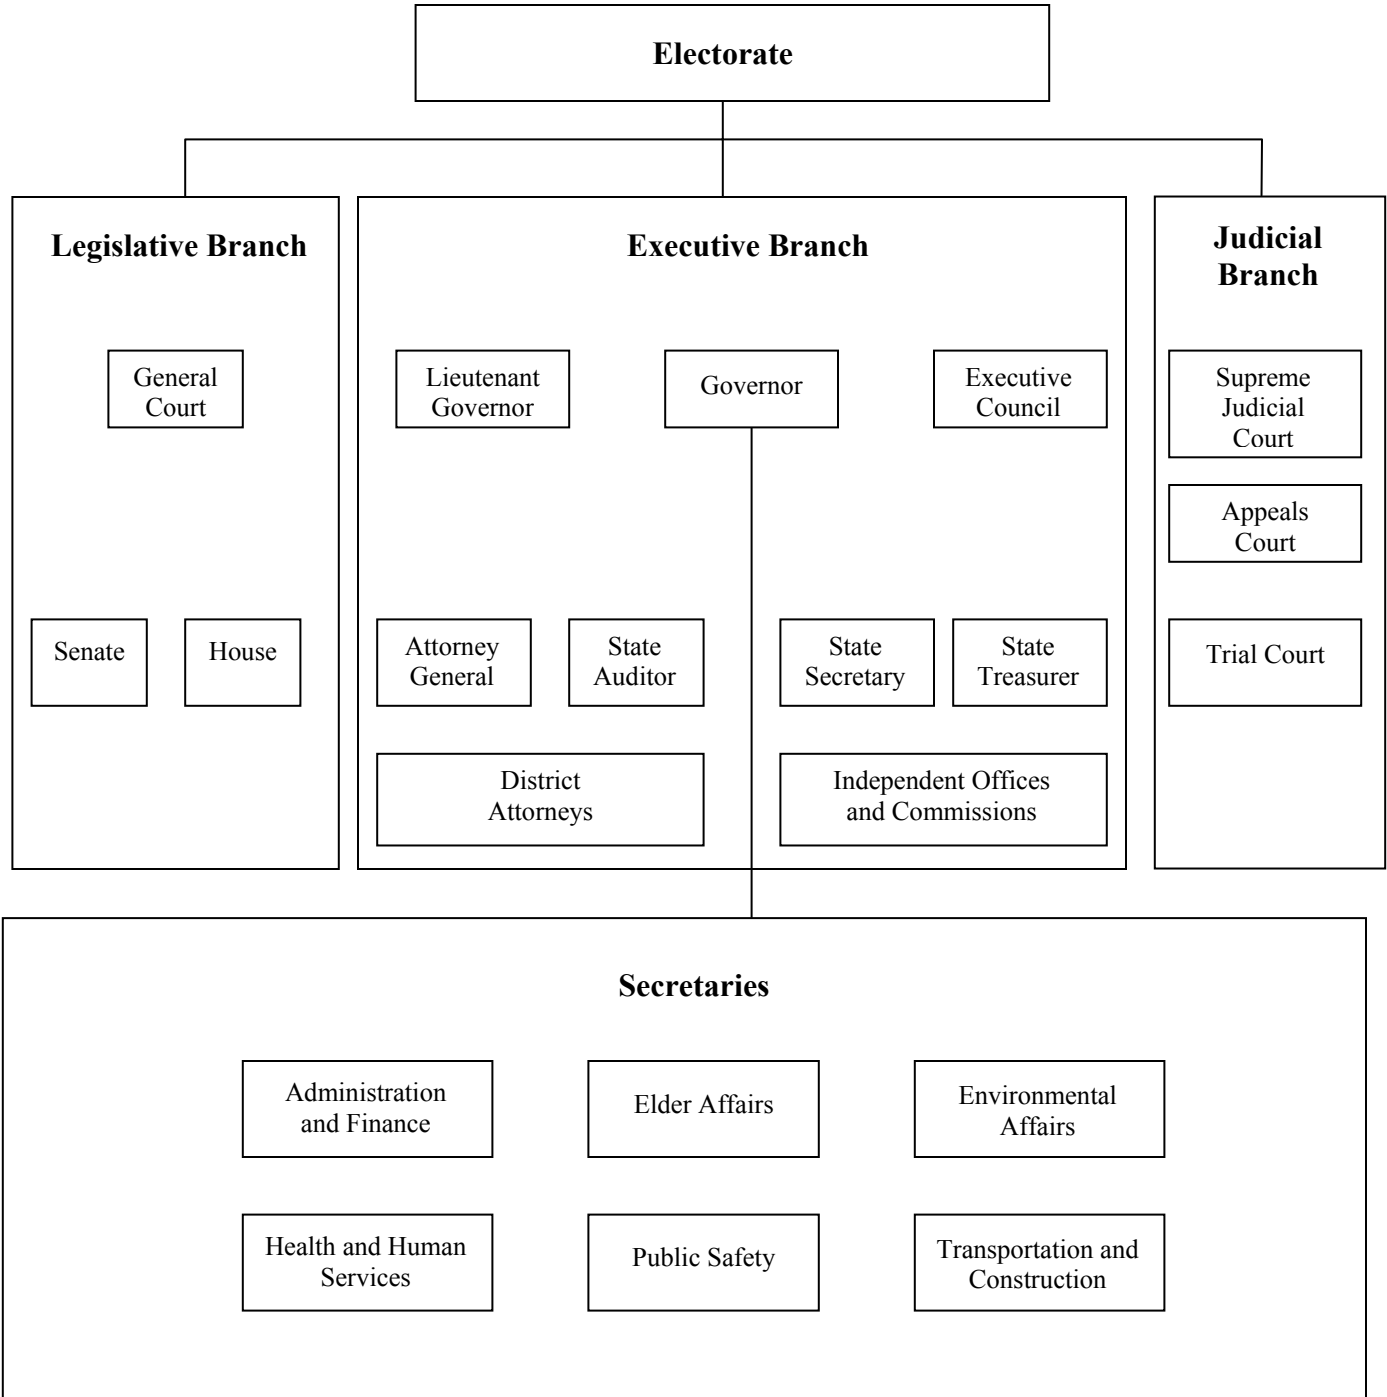 Electorate
Legislative Branch
Executive Branch
Judicial
Branch
General
Court
Lieutenant
Governor
Governor
Executive
Council
Supreme
Judicial
Court
Appeals
Court
Senate
House
Attorney
General
State
Auditor
State
Secretary
State
Treasurer
Trial Court
District
Attorneys
Independent Offices
and Commissions
Secretaries
Administration
and Finance
Elder Affairs
Environmental
Affairs
Health and Human
Services
Public Safety
Transportation and
Construction